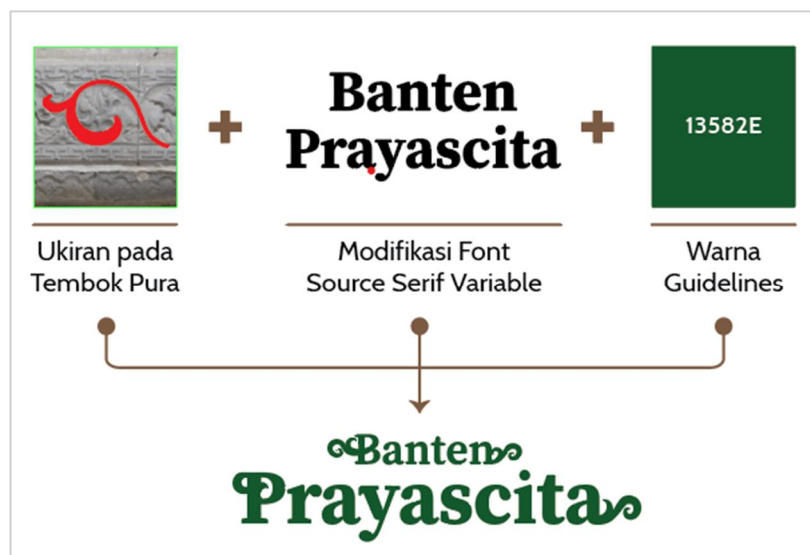 Banten
Prayascita
13582E
Ukiran pada
Tembok Pura
Modifikasi Font
Source Serif Variable
Warna
Guidelines
Banten
Prayascita